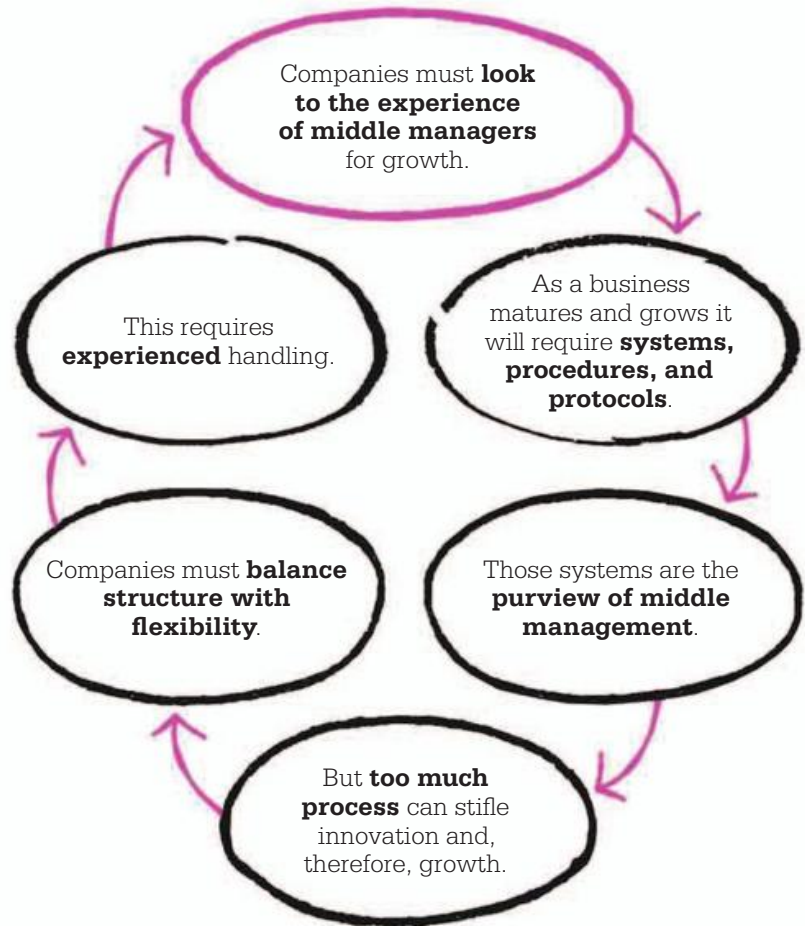 Companies must look
to the experience
of middle managers
for growth.
As a business
matures and grows it
will require systems,
procedures, and
protocols.
Those systems are the
purview of middle
management.
But too much
process can stifle
innovation and,
therefore, growth.
Companies must balance
structure with
flexibility.
This requires
experienced handling.